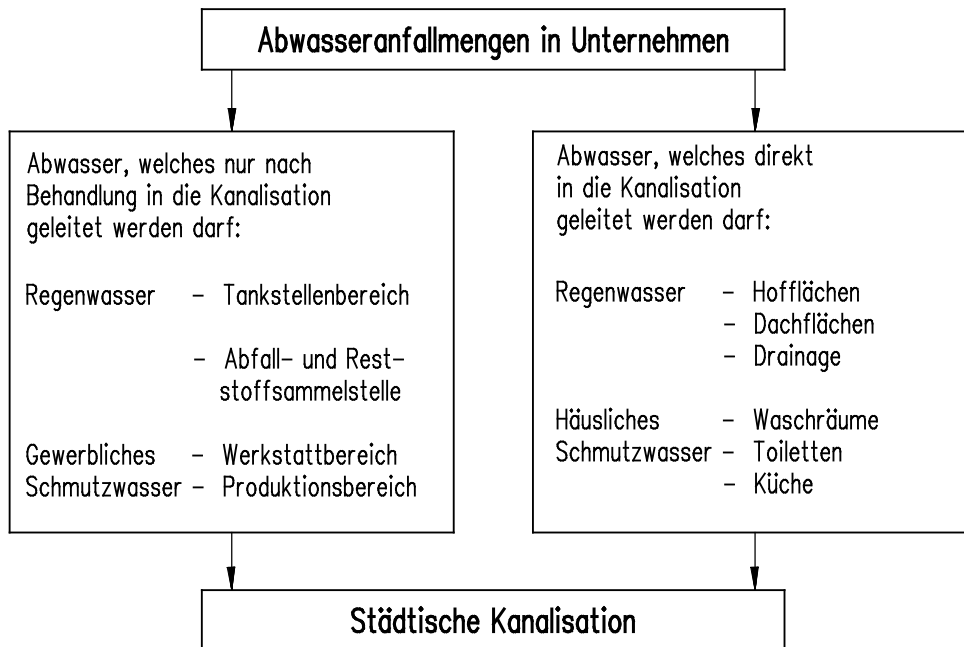 Abwasseranfallmengen in Unternehmen
Abwasser, welches nur nach
Behandlung in die Kanalisation
geleitet werden darf:
Regenwasser – Tankstellenbereich
– Abfall– und Rest–
stoffsammelstelle
Gewerbliches – Werkstattbereich
Schmutzwasser – Produktionsbereich
Abwasser, welches direkt
in die Kanalisation
geleitet werden darf:
Regenwasser – Hofflächen
– Dachflächen
– Drainage
Häusliches – Waschräume
Schmutzwasser – Toiletten
– Küche
Städtische Kanalisation